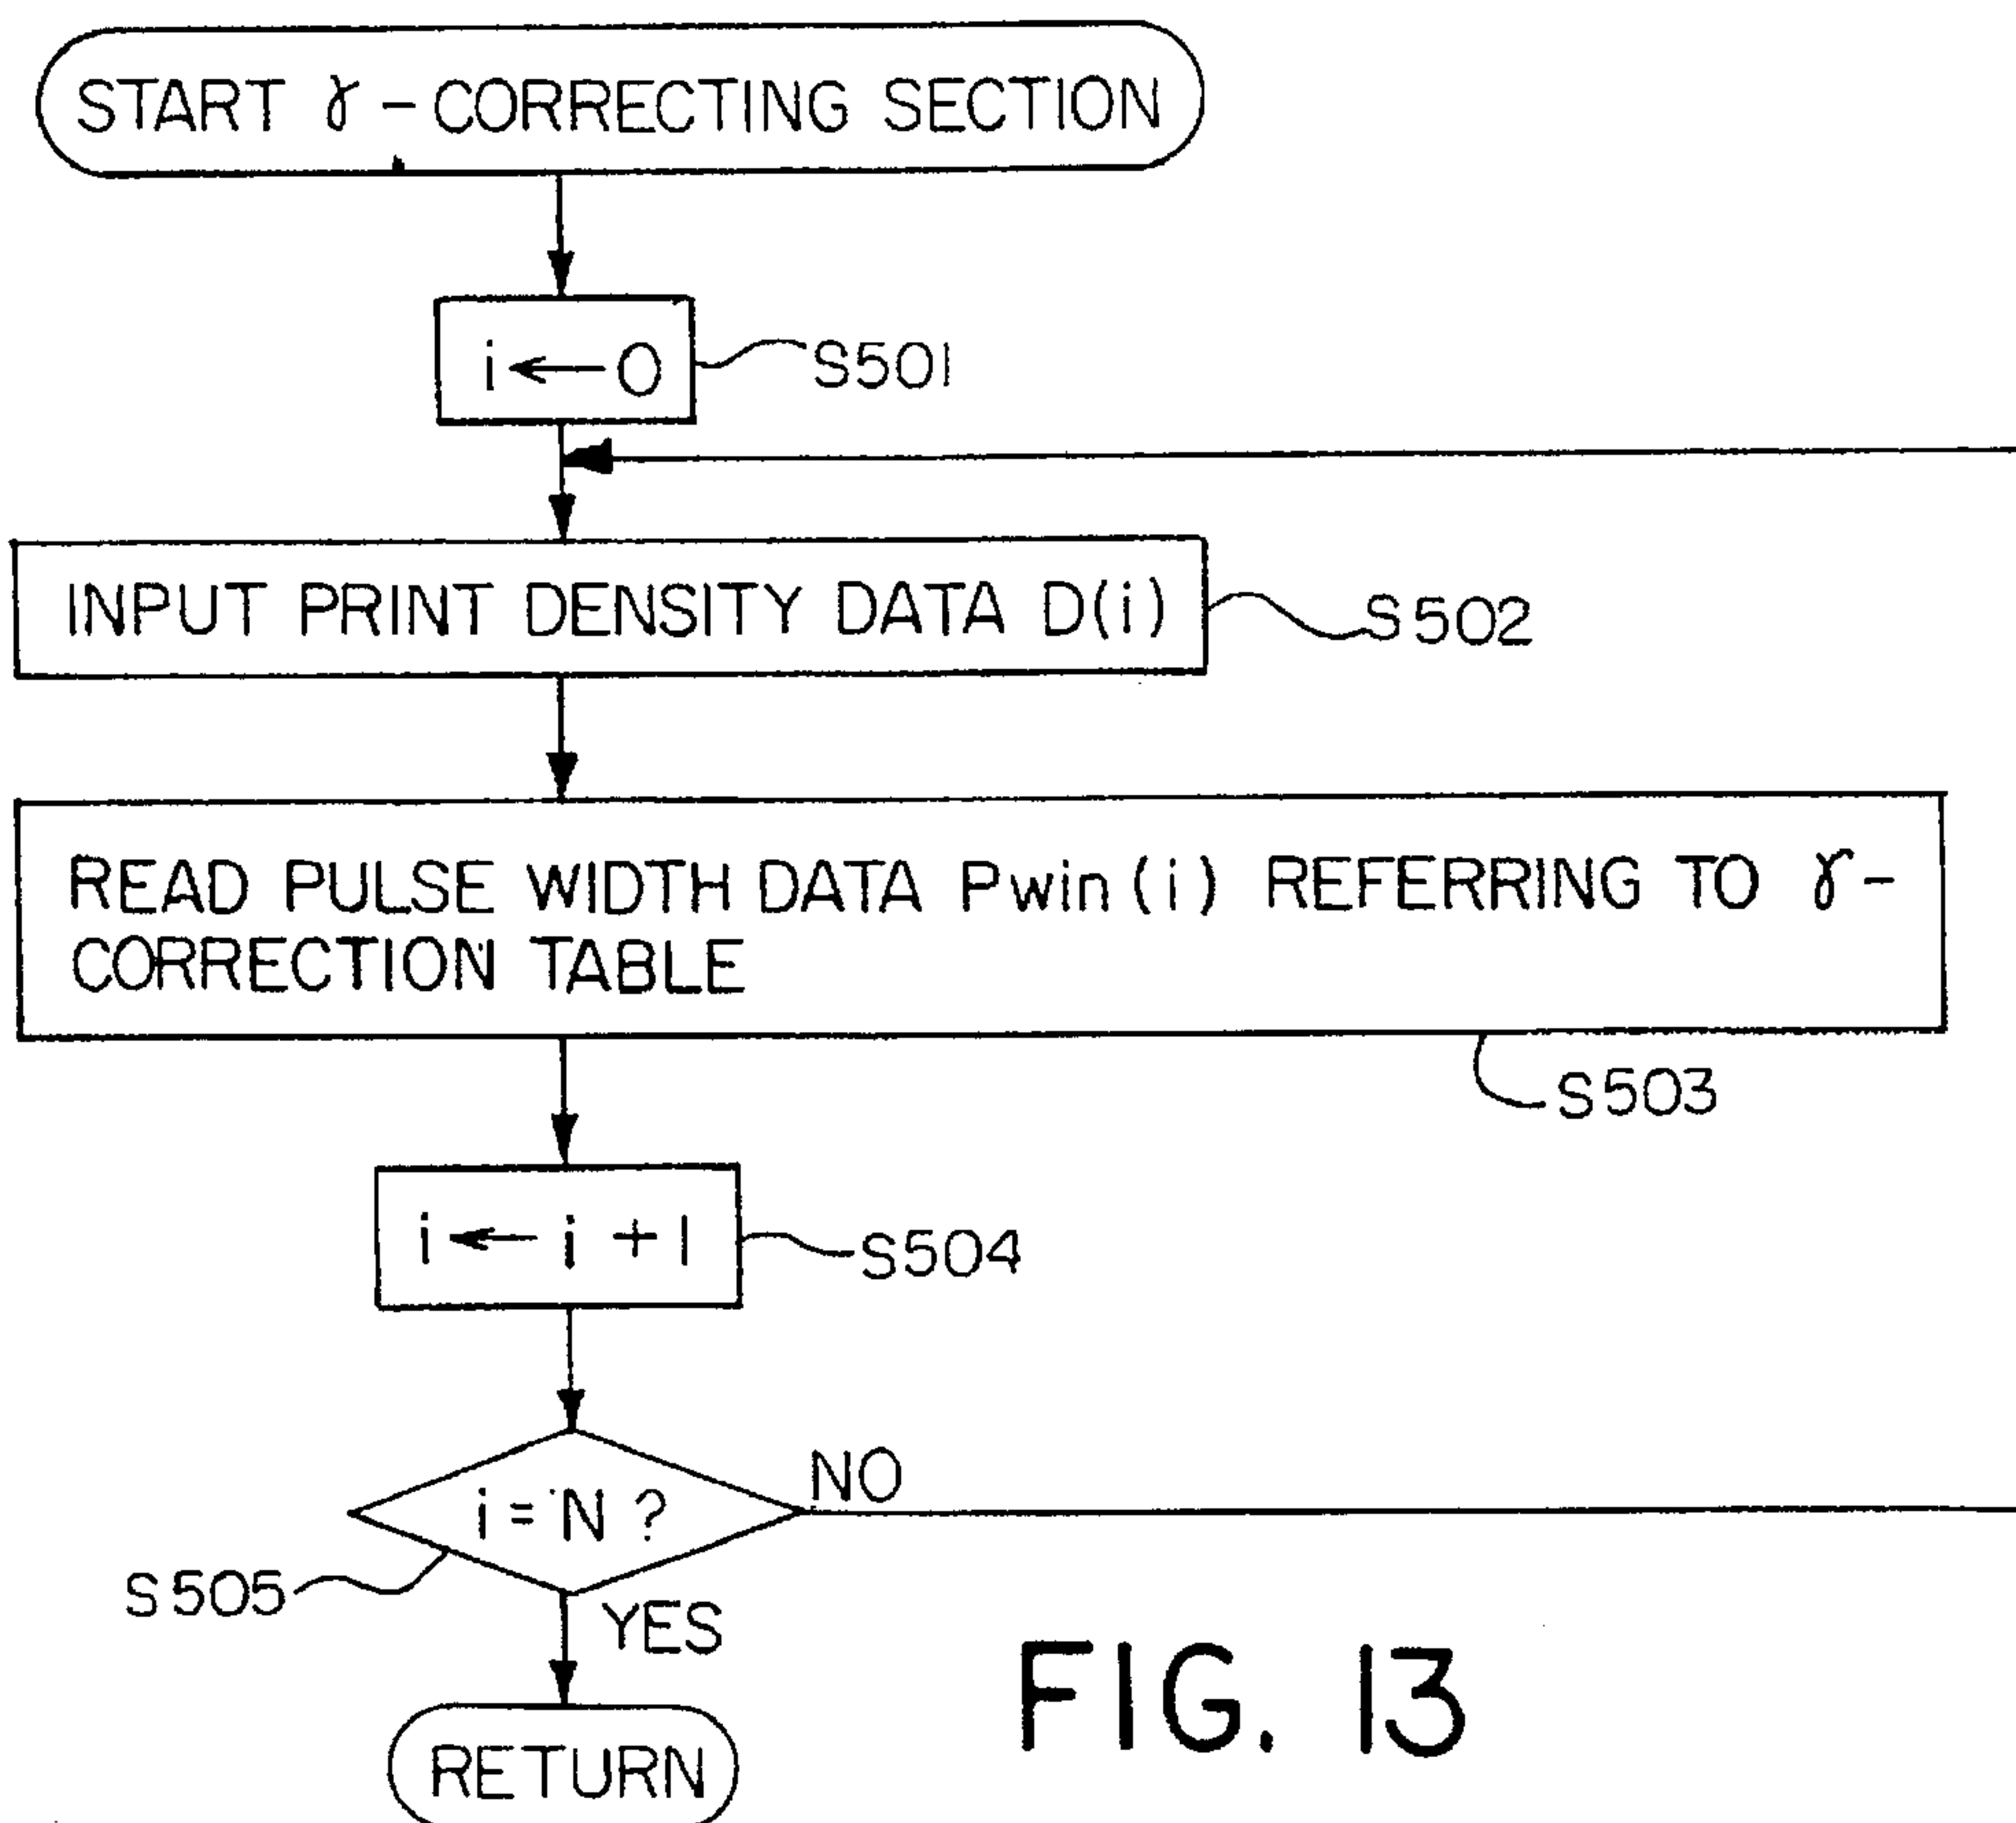 START γ-CORRECTING SECTION
i ← 0
S501
INPUT PRINT DENSITY DATA D(i)
S502
READ PULSE WIDTH DATA Pwin(i) REFERRING TO γ-
CORRECTION TABLE
S503
i ← i + 1
S504
i = N ?
NO
S505
YES
RETURN
FIG. 13